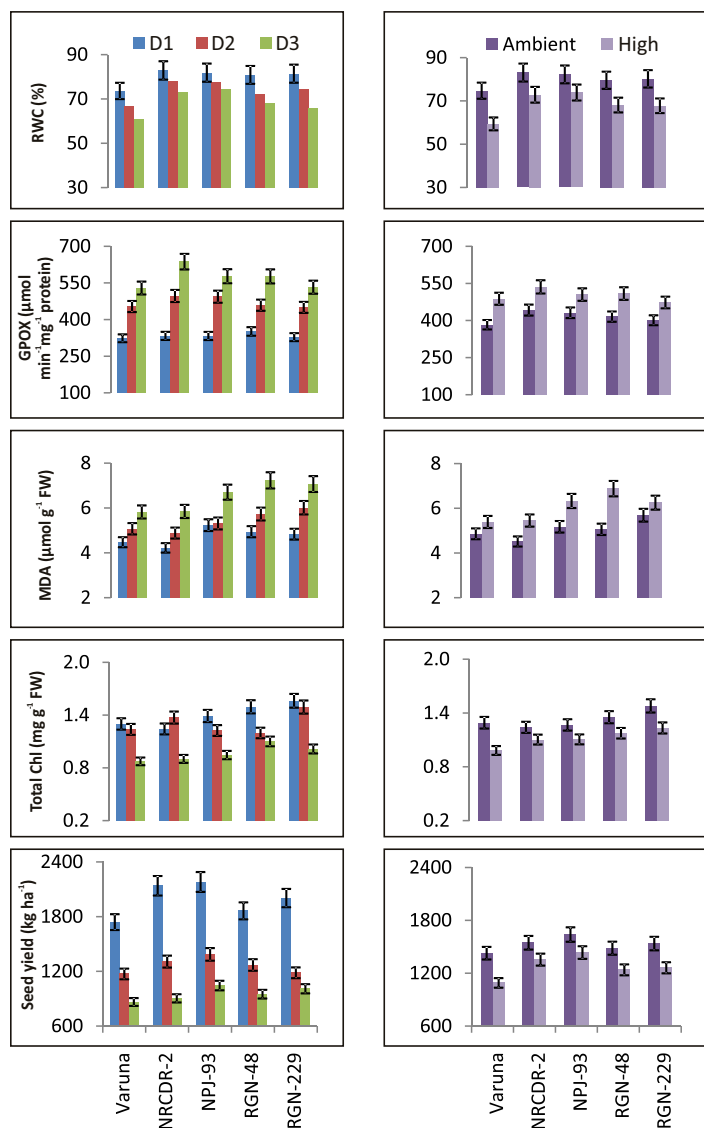 D1 D2 D3
90
70
50
30
RWC (%)
Ambient High
90
70
50
30
700
550
400
250
100
GPOX (µmol
min⁻¹mg⁻¹ protein)
700
550
400
250
100
8
6
4
2
MDA (µmol g⁻¹ FW)
8
6
4
2
2.0
1.4
0.8
0.2
Total Chl (mg g⁻¹ FW)
2.0
1.4
0.8
0.2
2400
1800
1200
600
Seed yield (kg ha⁻¹)
2400
1800
1200
600
Varuna
NRCDR-2
NPJ-93
RGN-48
RGN-229
Varuna
NRCDR-2
NPJ-93
RGN-48
RGN-229